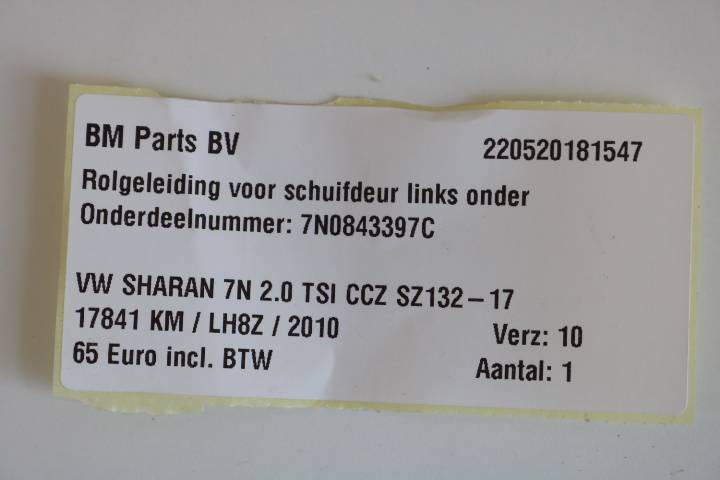 BM Parts BV 220520181547
Rolgeleiding voor schuifdeur links onder
Onderdeelnummer: 7N0843397C
VW SHARAN 7N 2.0 TSI CCZ SZ132-17
17841 KM / LH8Z / 2010 Verz: 10
65 Euro incl. BTW Aantal: 1